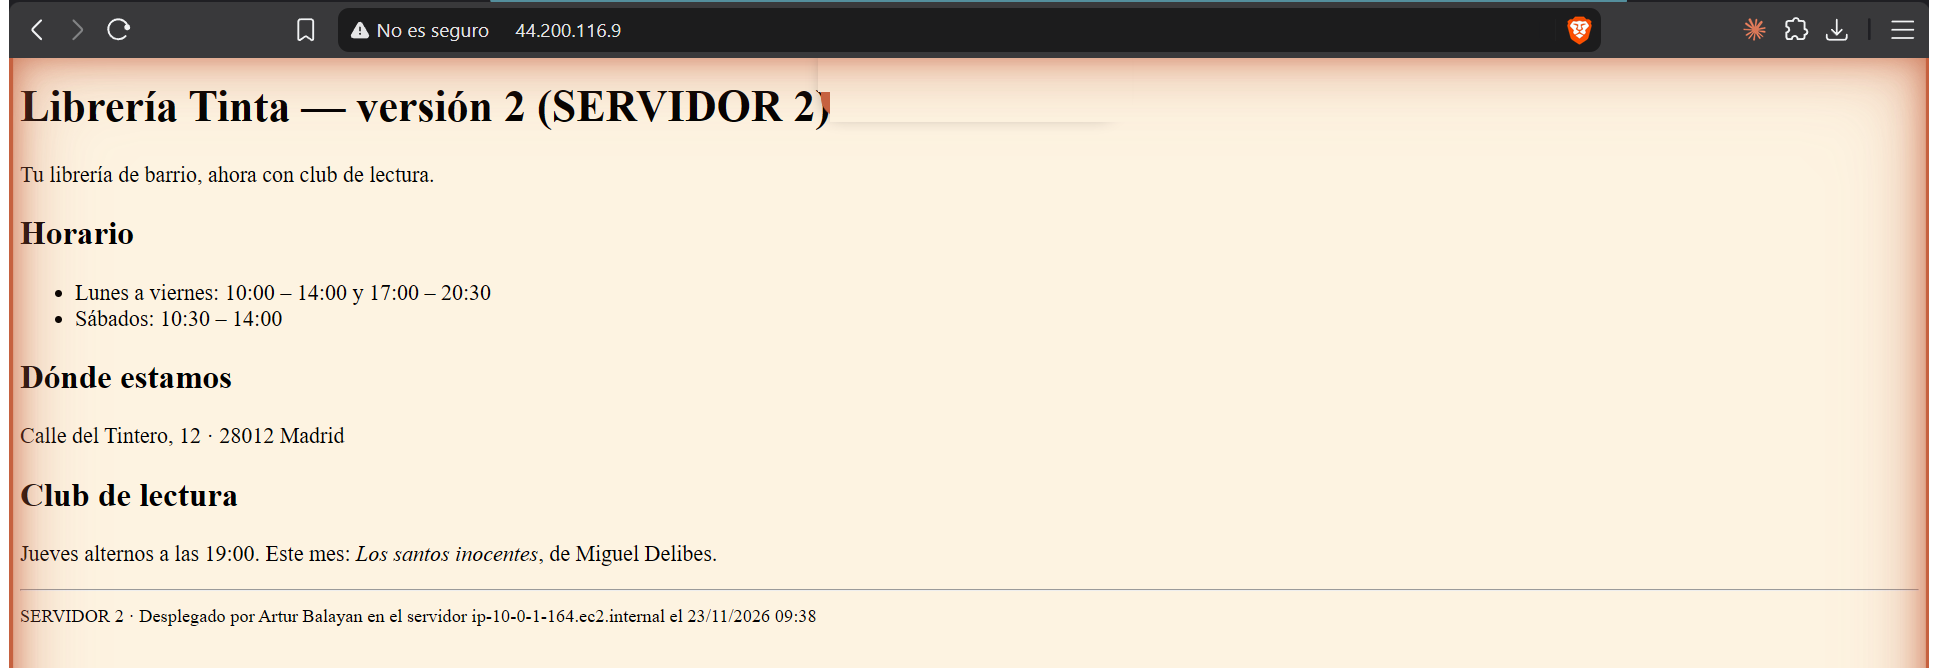 No es seguro 44.200.116.9
Librería Tinta — versión 2 (SERVIDOR 2)
Tu librería de barrio, ahora con club de lectura.
Horario
• Lunes a viernes: 10:00 – 14:00 y 17:00 – 20:30
• Sábados: 10:30 – 14:00
Dónde estamos
Calle del Tintero, 12 · 28012 Madrid
Club de lectura
Jueves alternos a las 19:00. Este mes: Los santos inocentes, de Miguel Delibes.
SERVIDOR 2 · Desplegado por Artur Balayan en el servidor ip-10-0-1-164.ec2.internal el 23/11/2026 09:38